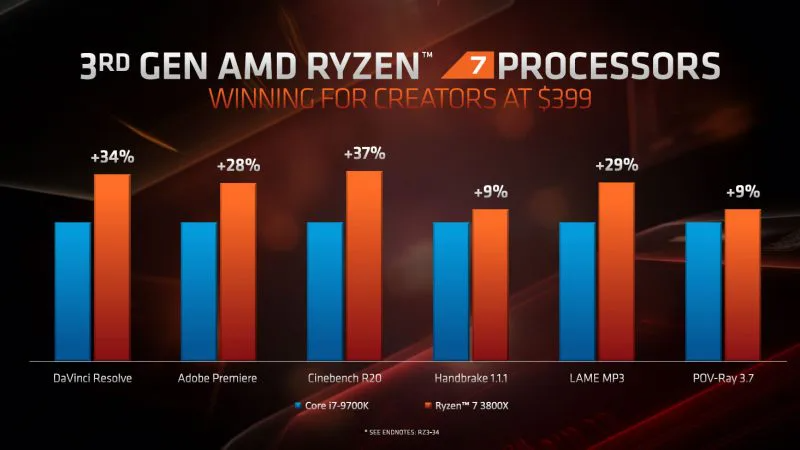 3RD GEN AMD RYZEN™ 7 PROCESSORS
WINNING FOR CREATORS AT $399
+34% +28% +37% +9% +29% +9%
DaVinci Resolve Adobe Premiere Cinebench R20 Handbrake 1.1.1 LAME MP3 POV-Ray 3.7
Core i7-9700K Ryzen™ 7 3800X
* SEE ENDNOTES: RZ3-34